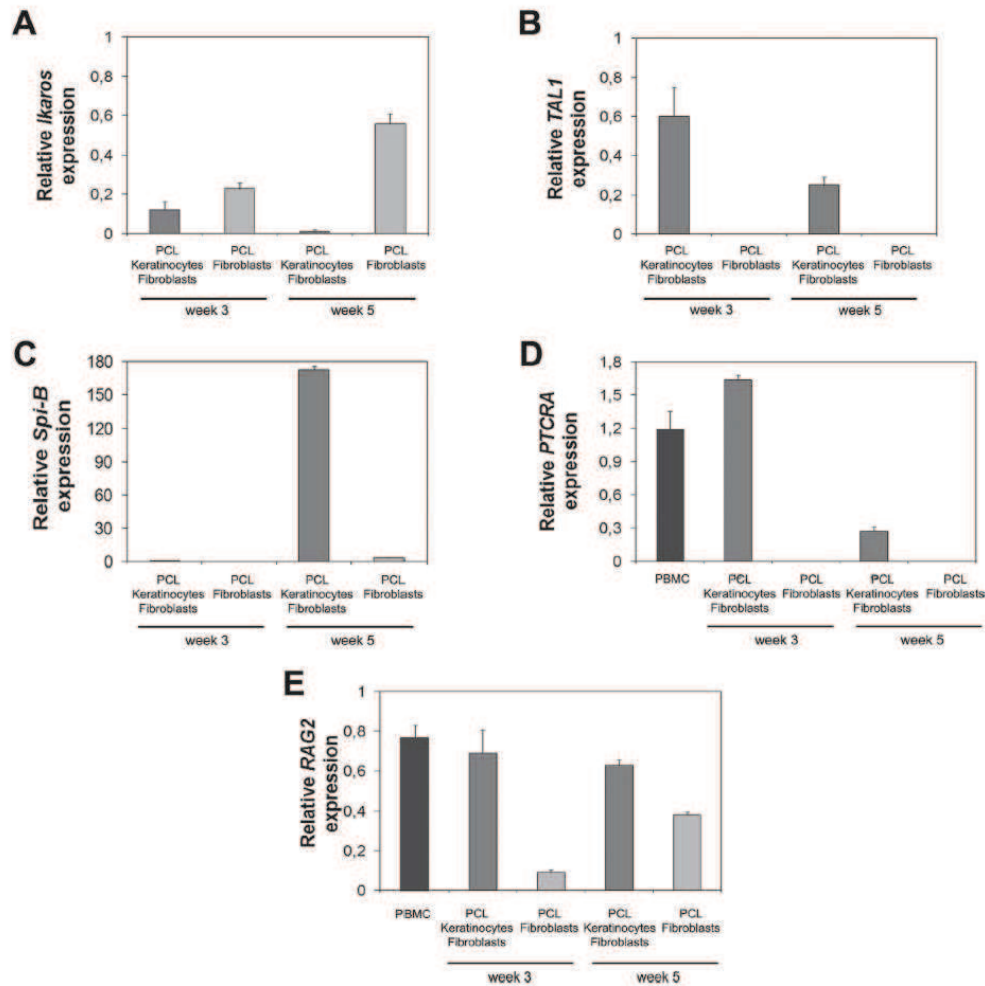 A
Relative Ikaros
expression
1
0,8
0,6
0,4
0,2
0
PCL
Keratinocytes
Fibroblasts
PCL
Fibroblasts
PCL
Keratinocytes
Fibroblasts
PCL
Fibroblasts
week 3
week 5
B
Relative TAL1
expression
1
0,8
0,6
0,4
0,2
0
PCL
Keratinocytes
Fibroblasts
PCL
Fibroblasts
PCL
Keratinocytes
Fibroblasts
PCL
Fibroblasts
week 3
week 5
C
Relative Spi-B
expression
180
150
120
90
60
30
0
PCL
Keratinocytes
Fibroblasts
PCL
Fibroblasts
PCL
Keratinocytes
Fibroblasts
PCL
Fibroblasts
week 3
week 5
D
Relative PTCRA
expression
1,8
1,5
1,2
0,9
0,6
0,3
0
PBMC
PCL
Keratinocytes
Fibroblasts
PCL
Fibroblasts
PCL
Keratinocytes
Fibroblasts
PCL
Fibroblasts
week 3
week 5
E
Relative RAG2
expression
1
0,8
0,6
0,4
0,2
0
PBMC
PCL
Keratinocytes
Fibroblasts
PCL
Fibroblasts
PCL
Keratinocytes
Fibroblasts
PCL
Fibroblasts
week 3
week 5